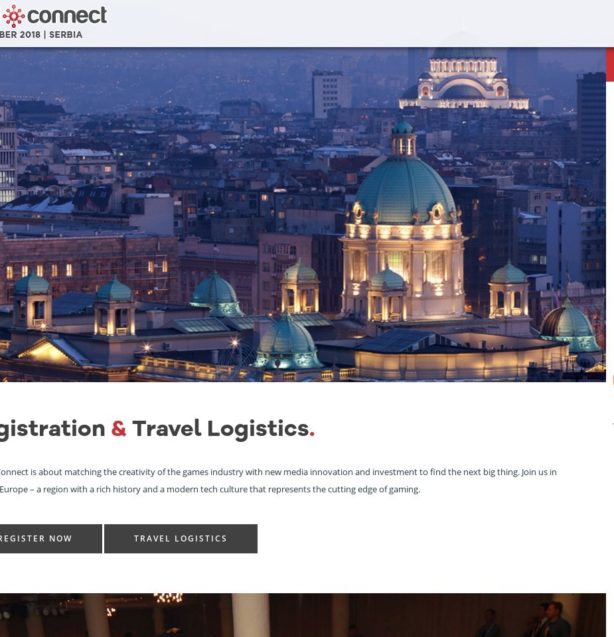 connect
BER 2018 | SERBIA
gistration & Travel Logistics.
Connect is about matching the creativity of the games industry with new media innovation and investment to find the next big thing. Join us in
Europe – a region with a rich history and a modern tech culture that represents the cutting edge of gaming.
REGISTER NOW
TRAVEL LOGISTICS